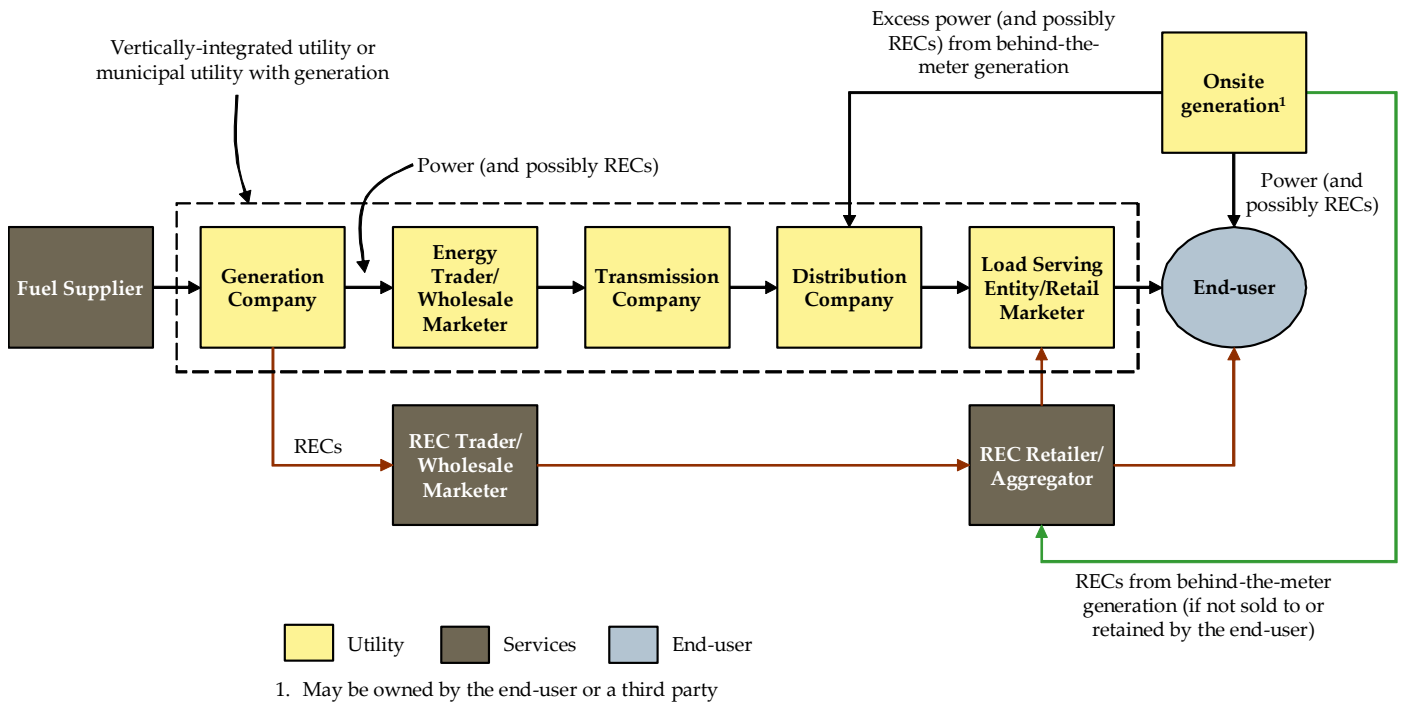 Vertically-integrated utility or
municipal utility with generation
Excess power (and possibly
RECs) from behind-the-
meter generation
Onsite
generation¹
Power (and possibly RECs)
Power (and
possibly RECs)
Fuel Supplier
Generation
Company
Energy
Trader/
Wholesale
Marketer
Transmission
Company
Distribution
Company
Load Serving
Entity/Retail
Marketer
End-user
RECs
REC Trader/
Wholesale
Marketer
REC Retailer/
Aggregator
RECs from behind-the-meter
generation (if not sold to or
retained by the end-user)
Utility
Services
End-user
1. May be owned by the end-user or a third party